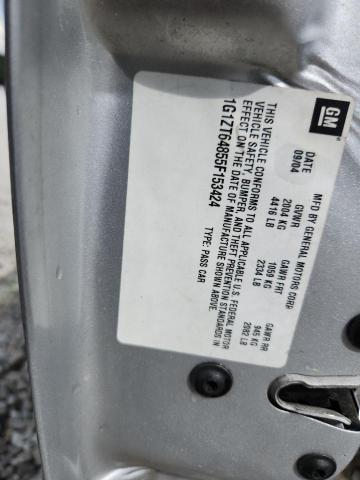 GM
MFD BY GENERAL MOTORS CORP
DATE GVWR GAWR FRT GAWR RR
09/04 2004 KG 1059 KG 945 KG
4416 LB 2334 LB 2082 LB
THIS VEHICLE CONFORMS TO ALL APPLICABLE U.S. FEDERAL MOTOR
VEHICLE SAFETY, BUMPER, AND THEFT PREVENTION STANDARDS IN
EFFECT ON THE DATE OF MANUFACTURE SHOWN ABOVE.
1G1ZT64855F153424
TYPE: PASS CAR